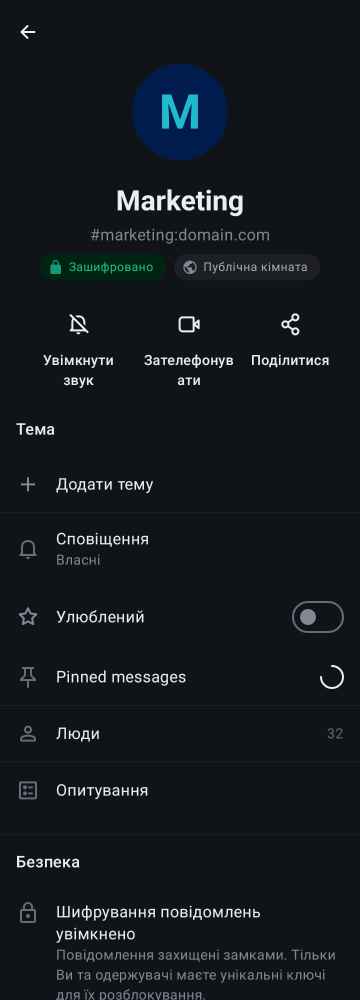 M
Marketing
#marketing:domain.com
Зашифровано
Публічна кімната
Увімкнути
звук
Зателефонув
ати
Поділитися
Тема
Додати тему
Сповіщення
Власні
Улюблений
Pinned messages
Люди
32
Опитування
Безпека
Шифрування повідомлень
увімкнено
Повідомлення захищені замками. Тільки
Ви та одержувачі маєте унікальні ключі
для їх розблокування.